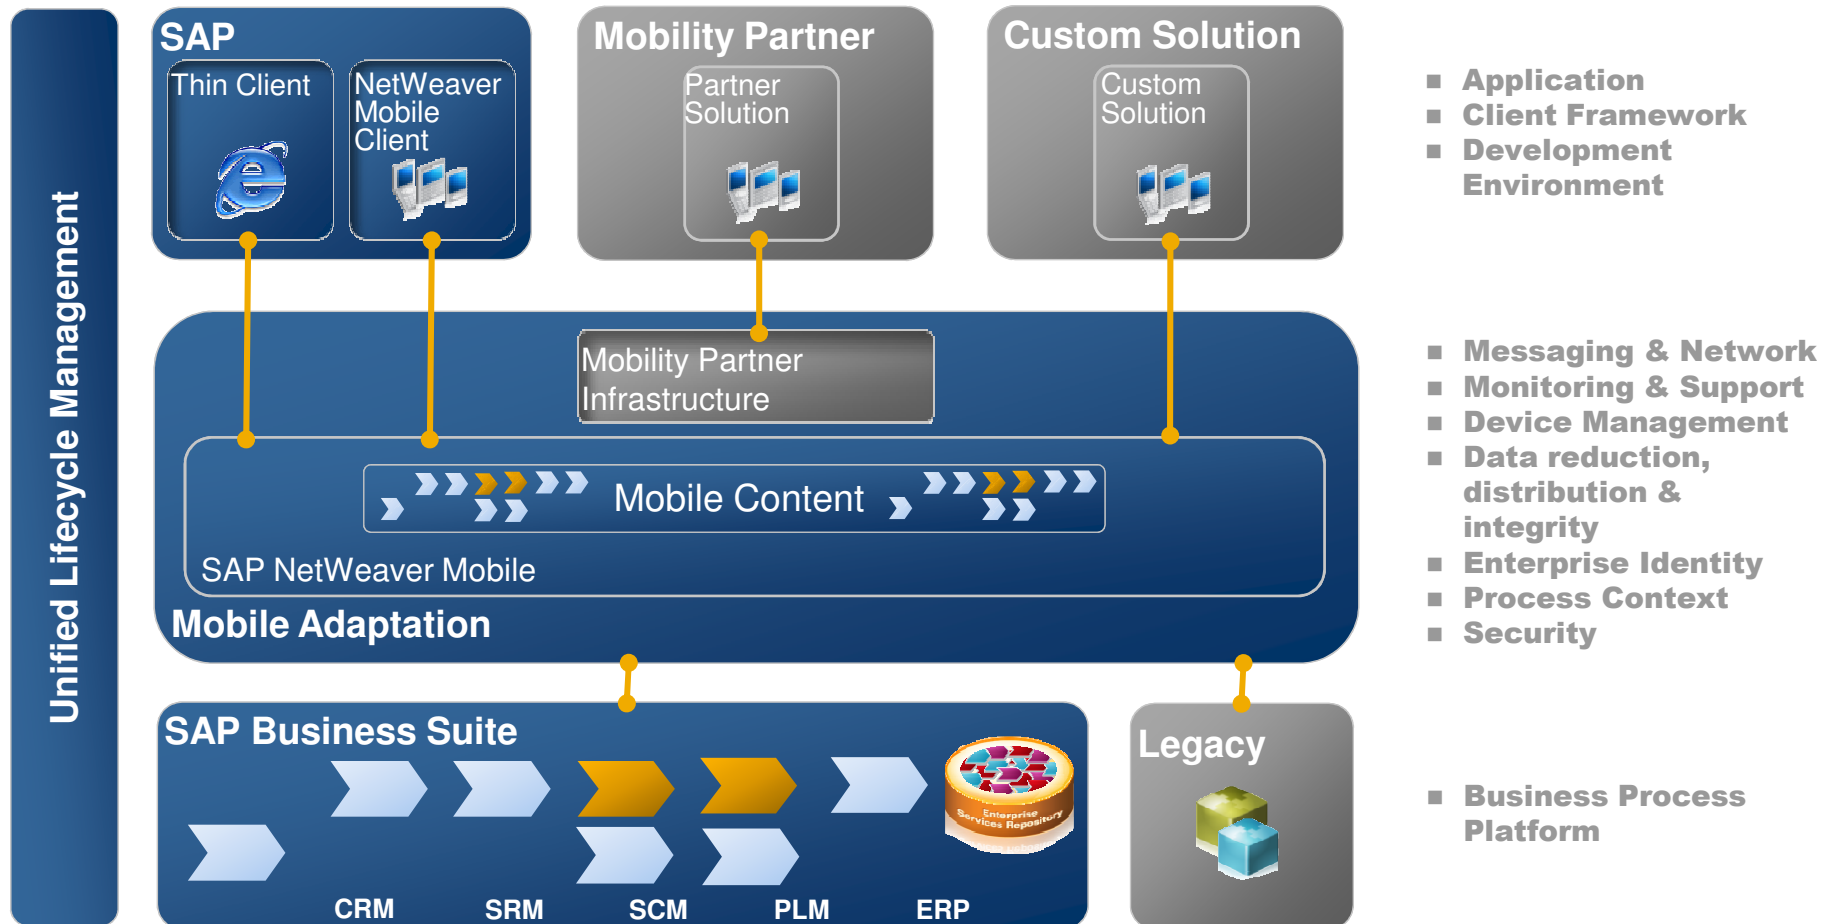 Unified Lifecycle Management
SAP
Thin Client
NetWeaver
Mobile
Client
Mobility Partner
Partner
Solution
Custom Solution
Custom
Solution
Application
Client Framework
Development
Environment
Mobility Partner
Infrastructure
Mobile Content
SAP NetWeaver Mobile
Mobile Adaptation
Messaging & Network
Monitoring & Support
Device Management
Data reduction,
distribution &
integrity
Enterprise Identity
Process Context
Security
SAP Business Suite
Enterprise
Services Repository
CRM SRM SCM PLM ERP
Legacy
Business Process
Platform